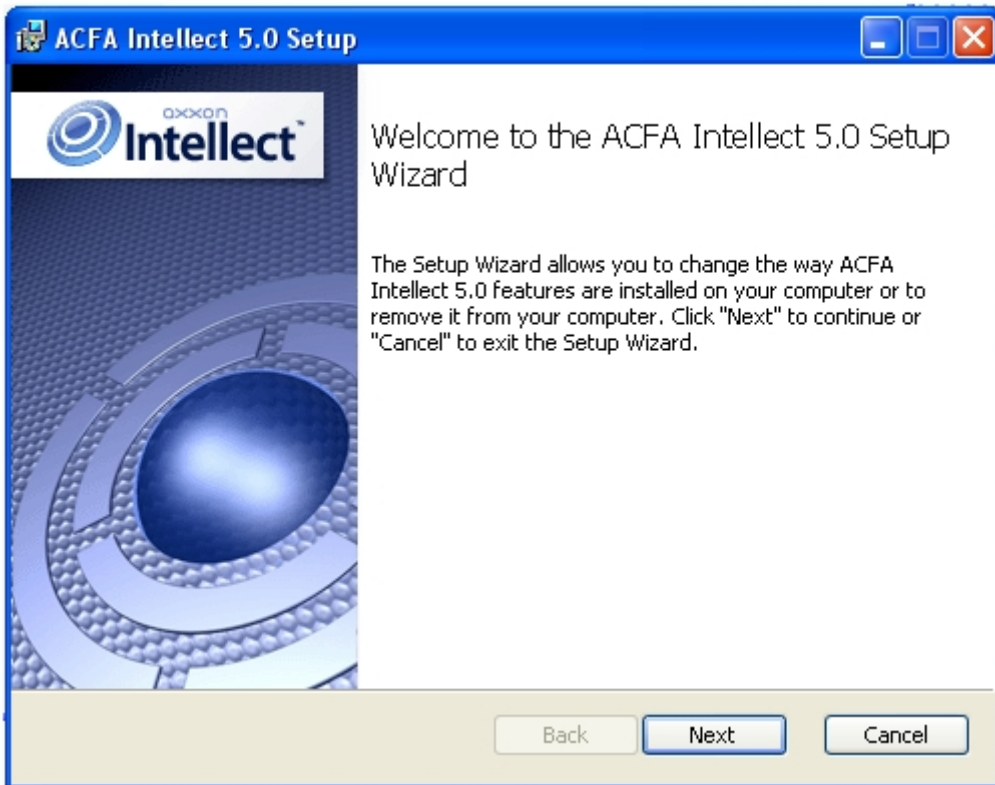 ACFA Intellect 5.0 Setup
axxon
Intellect™
Welcome to the ACFA Intellect 5.0 Setup
Wizard
The Setup Wizard allows you to change the way ACFA
Intellect 5.0 features are installed on your computer or to
remove it from your computer. Click "Next" to continue or
"Cancel" to exit the Setup Wizard.
Back
Next
Cancel